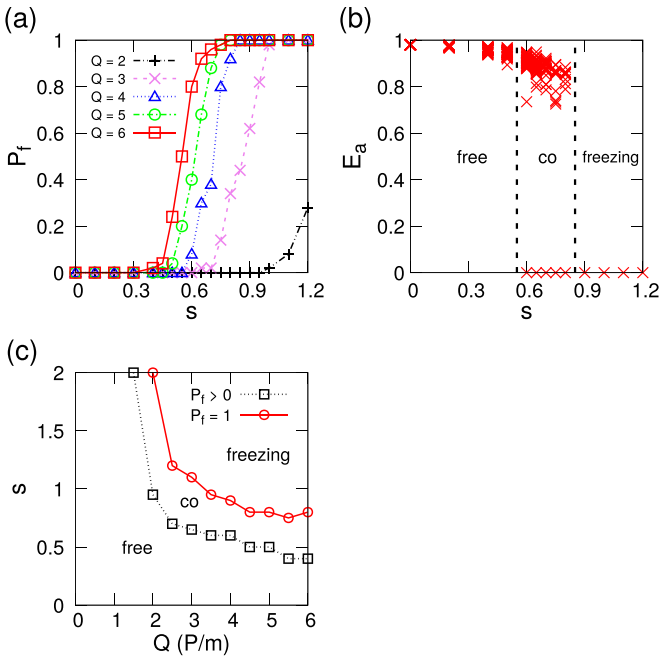 (a)
1
0.8
0.6
0.4
0.2
0
P_f
Q = 2
Q = 3
Q = 4
Q = 5
Q = 6
0 0.3 0.6 0.9 1.2
s
(b)
1
0.8
0.6
0.4
0.2
0
E_a
free co freezing
0 0.3 0.6 0.9 1.2
s
(c)
2
1.5
1
0.5
0
s
P_f > 0
P_f = 1
freezing
co
free
0 1 2 3 4 5 6
Q (P/m)